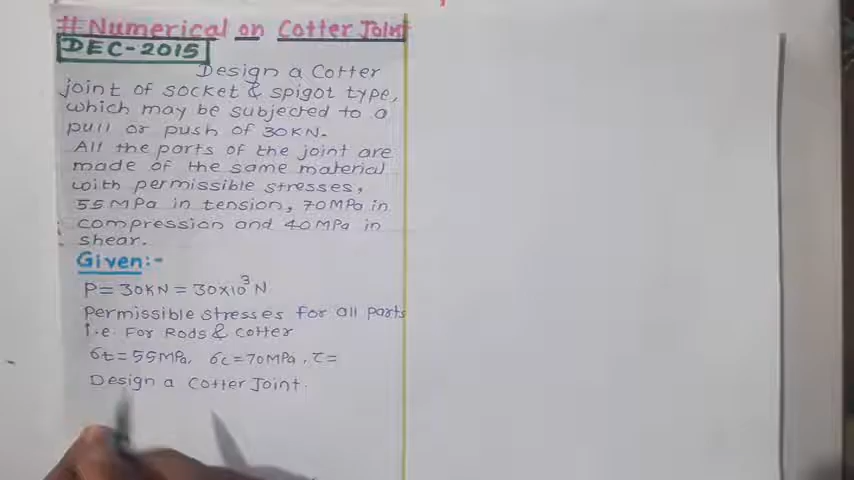 #Numerical on Cotter Joint
DEC-2015
Design a Cotter
joint of socket & spigot type,
which may be subjected to a
pull or push of 30KN.
All the parts of the joint are
made of the same material
with permissible stresses,
55MPa in tension, 70MPa in
compression and 40MPa in
shear.
Given:-
P=30KN=30×10³N
Permissible stresses for all parts
i.e. For Rods & Cotter
σt=55MPa, σc=70MPa, τ=
Design a Cotter Joint.